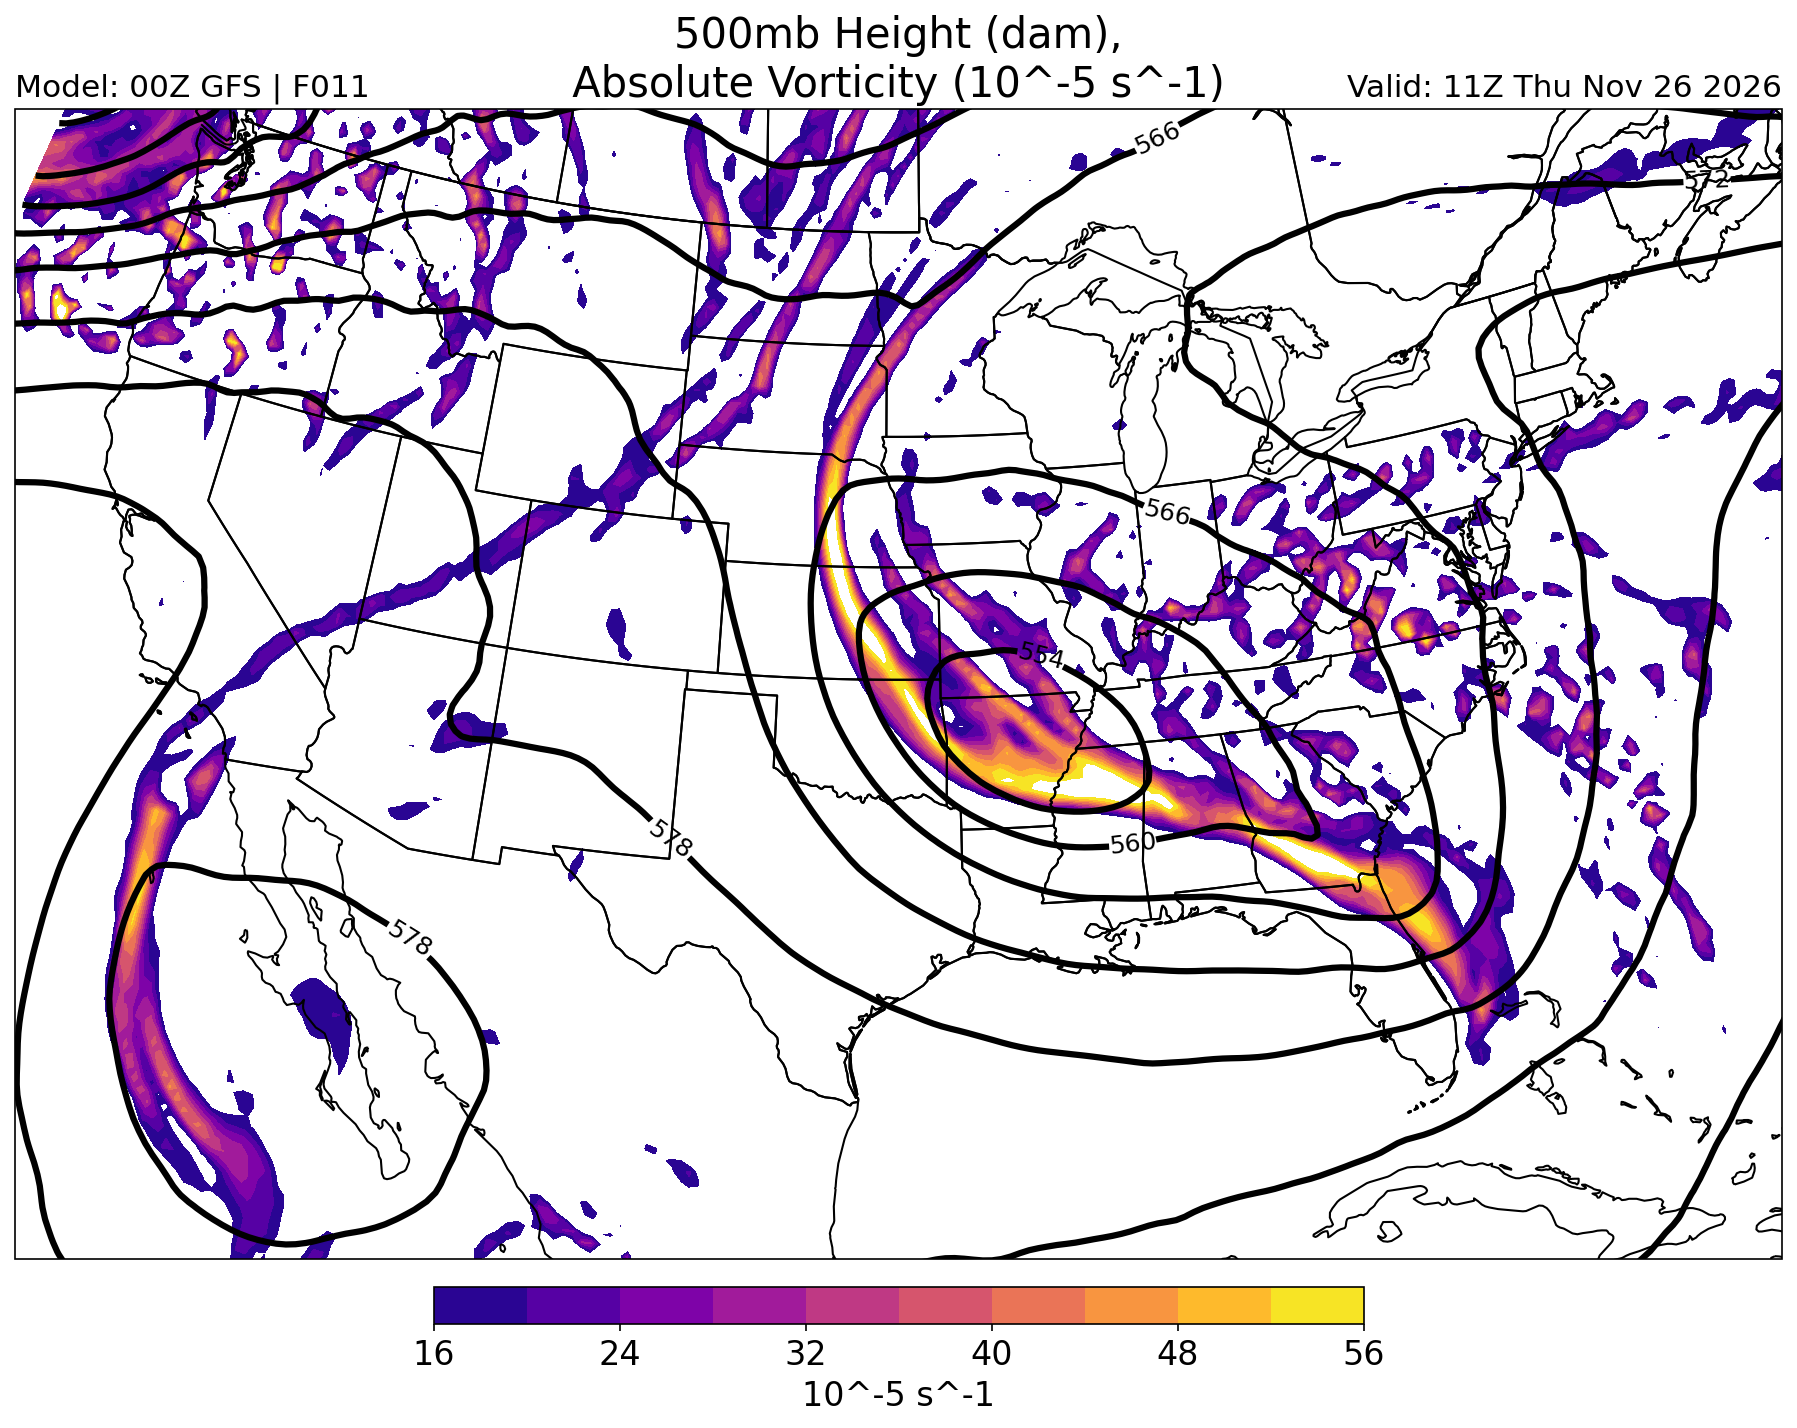 500mb Height (dam),
Model: 00Z GFS | F011
Absolute Vorticity (10^-5 s^-1)
Valid: 11Z Thu Nov 26 2026
566
572
566
554
560
578
578
16 24 32 40 48 56
10^-5 s^-1